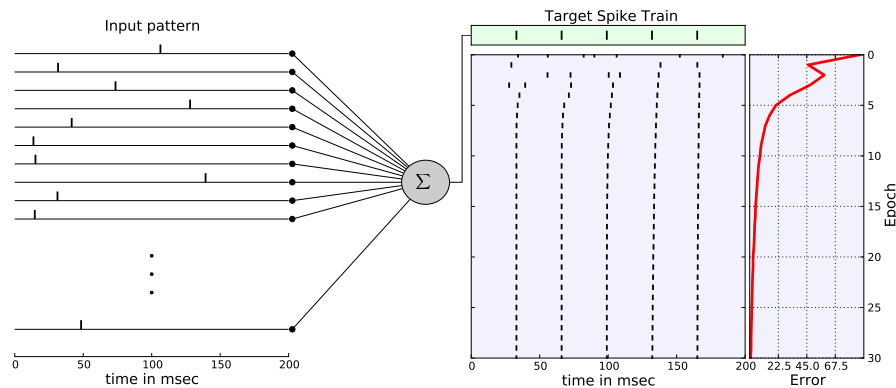 Input pattern
Target Spike Train
Σ
0
5
10
15
20
25
30
Epoch
0 50 100 150 200
time in msec
0 50 100 150 200
time in msec
22.5 45.0 67.5
Error